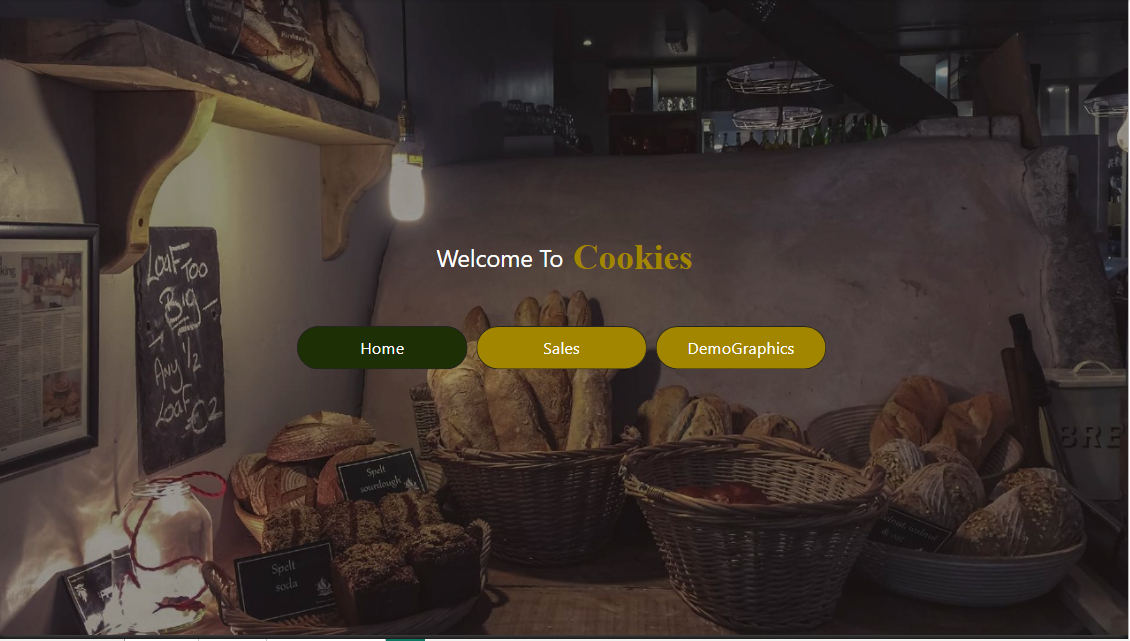 Welcome To Cookies
Home
Sales
DemoGraphics
Loaf Too
Big
Any 1/2
Loaf €2
Spelt
sourdough
Spelt
soda
BRE